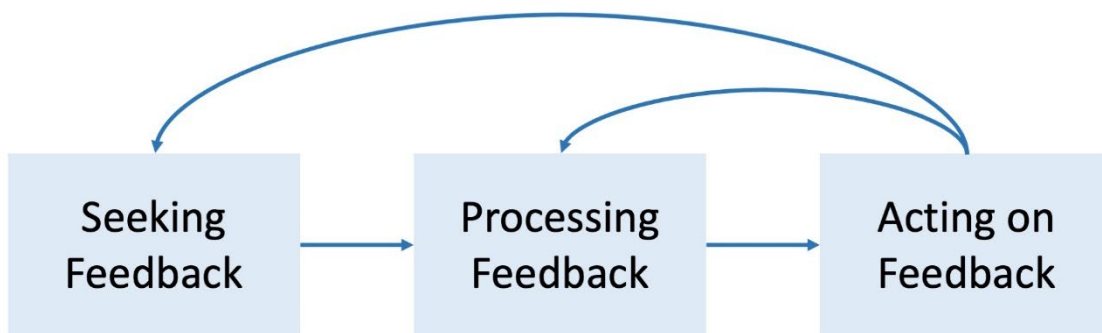 Seeking
Feedback
Processing
Feedback
Acting on
Feedback